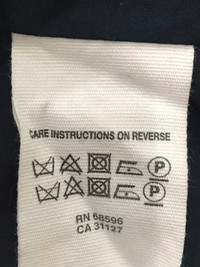 CARE INSTRUCTIONS ON REVERSE
P
P
RN 68596
CA 31127